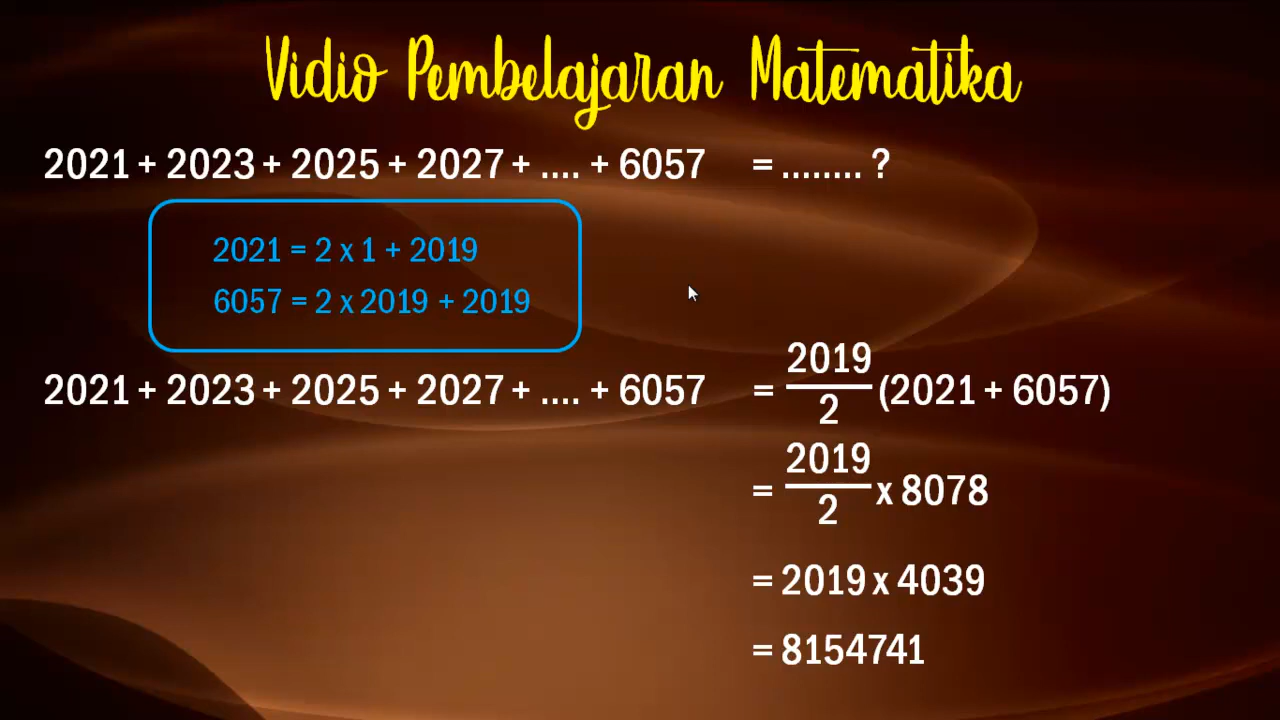 Vidio Pembelajaran Matematika
2021 + 2023 + 2025 + 2027 + .... + 6057 = ........ ?
2021 = 2 x 1 + 2019
6057 = 2 x 2019 + 2019
2021 + 2023 + 2025 + 2027 + .... + 6057 = 2019/2 (2021 + 6057)
= 2019/2 x 8078
= 2019 x 4039
= 8154741